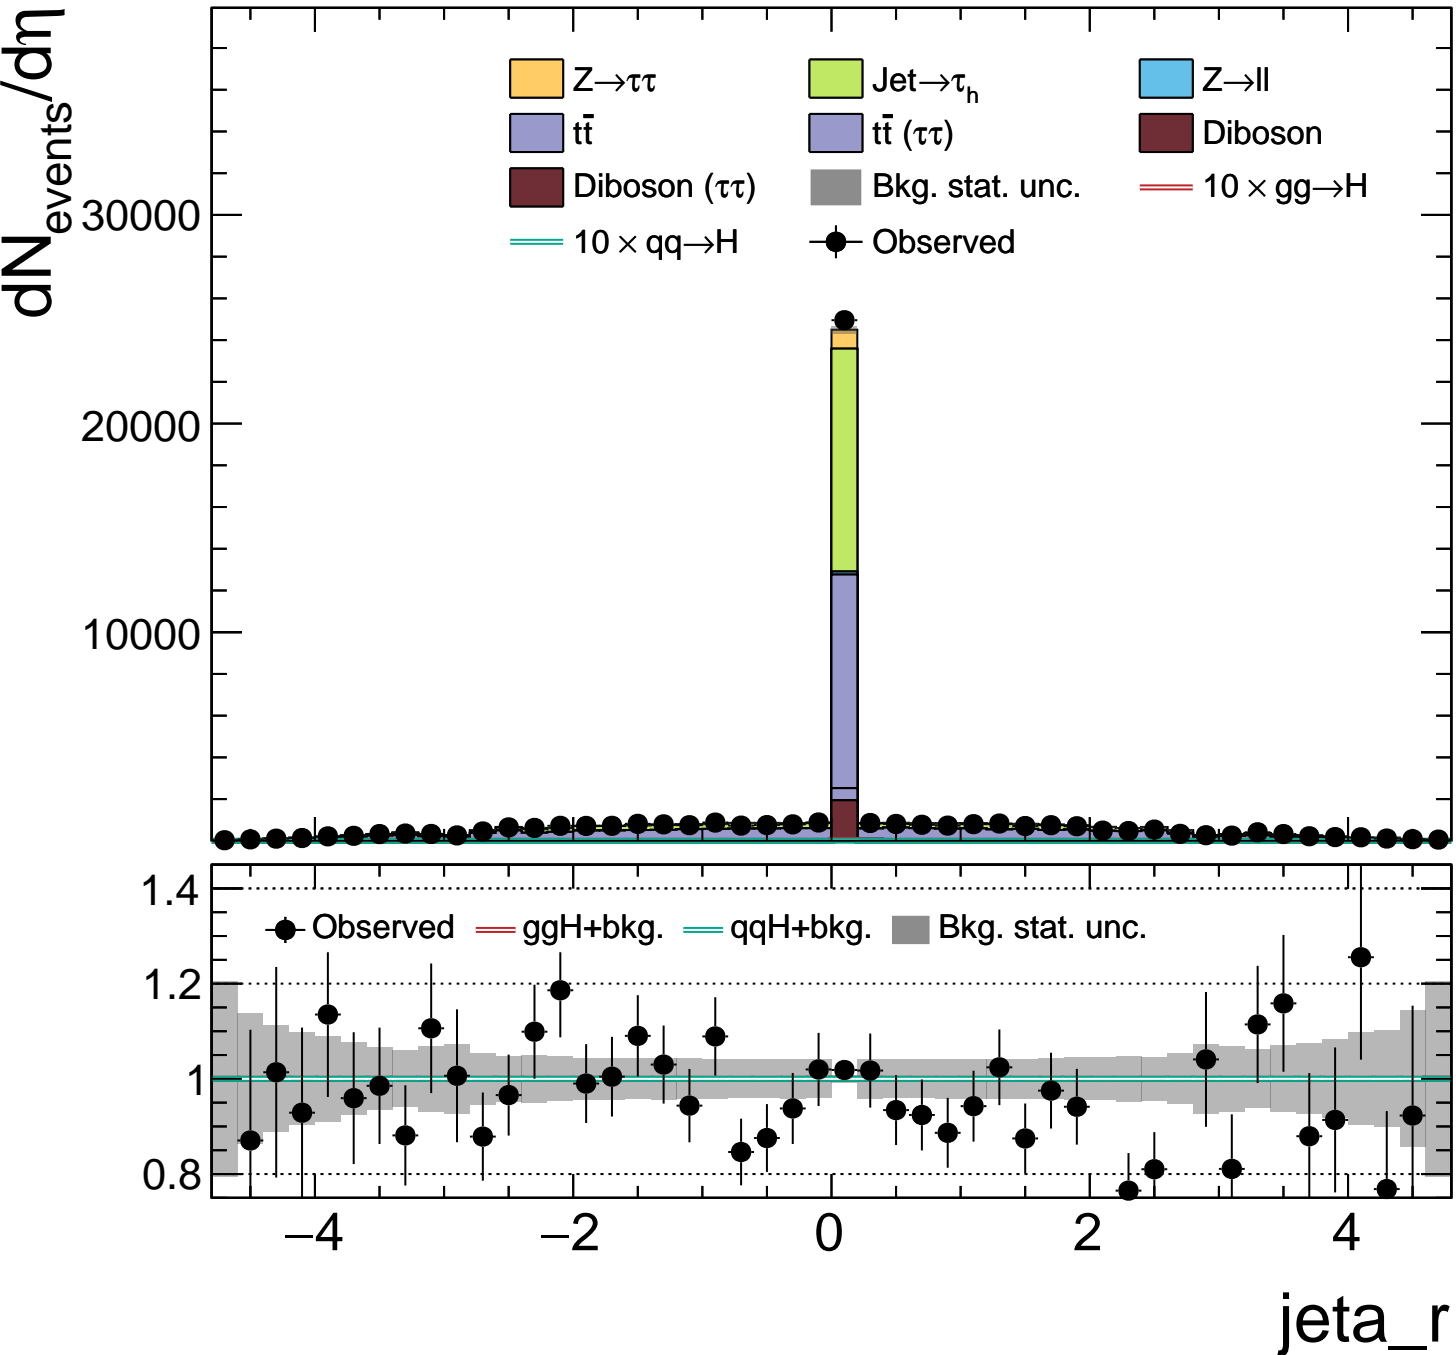 dN_events/dη
Z→ττ Jet→τ_h Z→ll
tt̄ tt̄ (ττ) Diboson
Diboson (ττ) Bkg. stat. unc. 10 × gg→H
10 × qq→H Observed
30000
20000
10000
1.4
Observed ggH+bkg. qqH+bkg. Bkg. stat. unc.
1.2
1
0.8
−4 −2 0 2 4
jeta_r